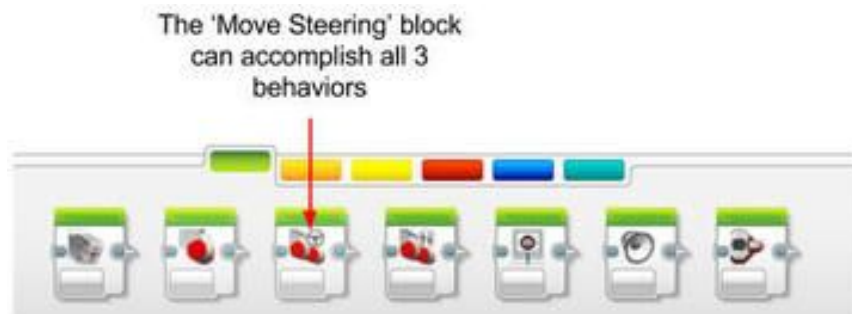 The ‘Move Steering’ block
can accomplish all 3
behaviors